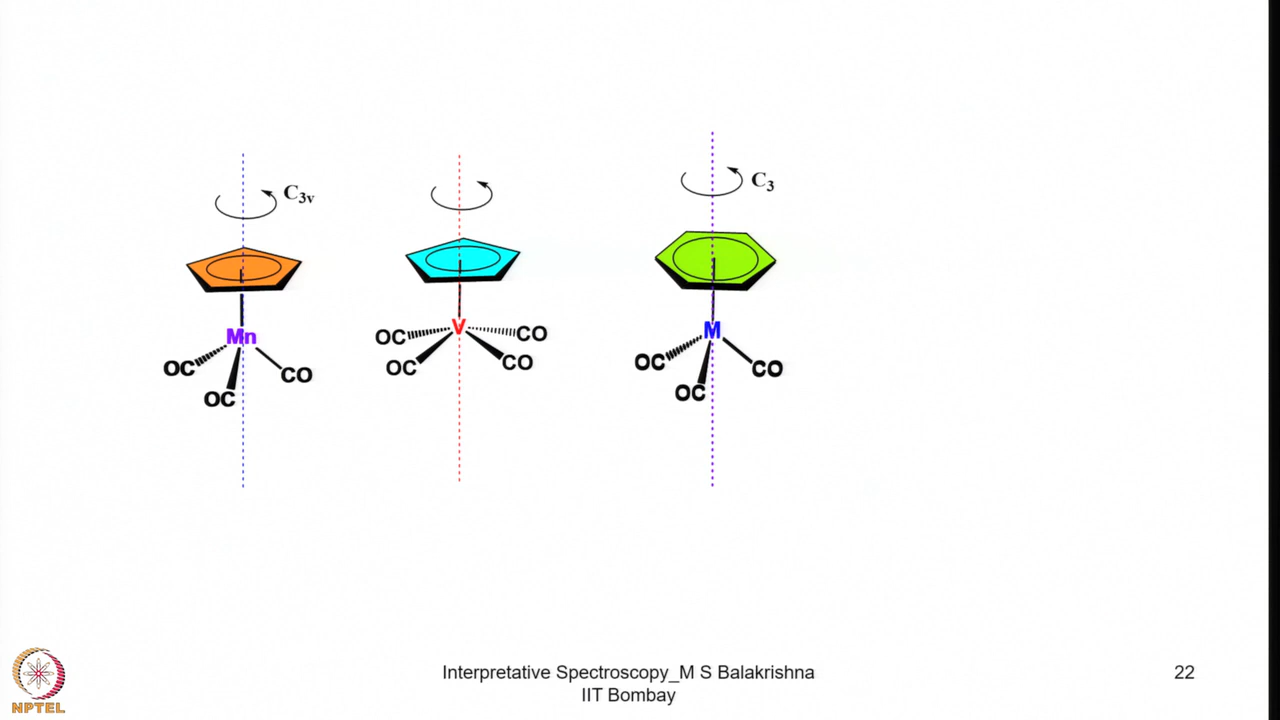 C3v
Mn
OC
CO
OC
V
OC
CO
OC
CO
C3
M
OC
CO
OC
Interpretative Spectroscopy_M S Balakrishna
IIT Bombay
22
NPTEL